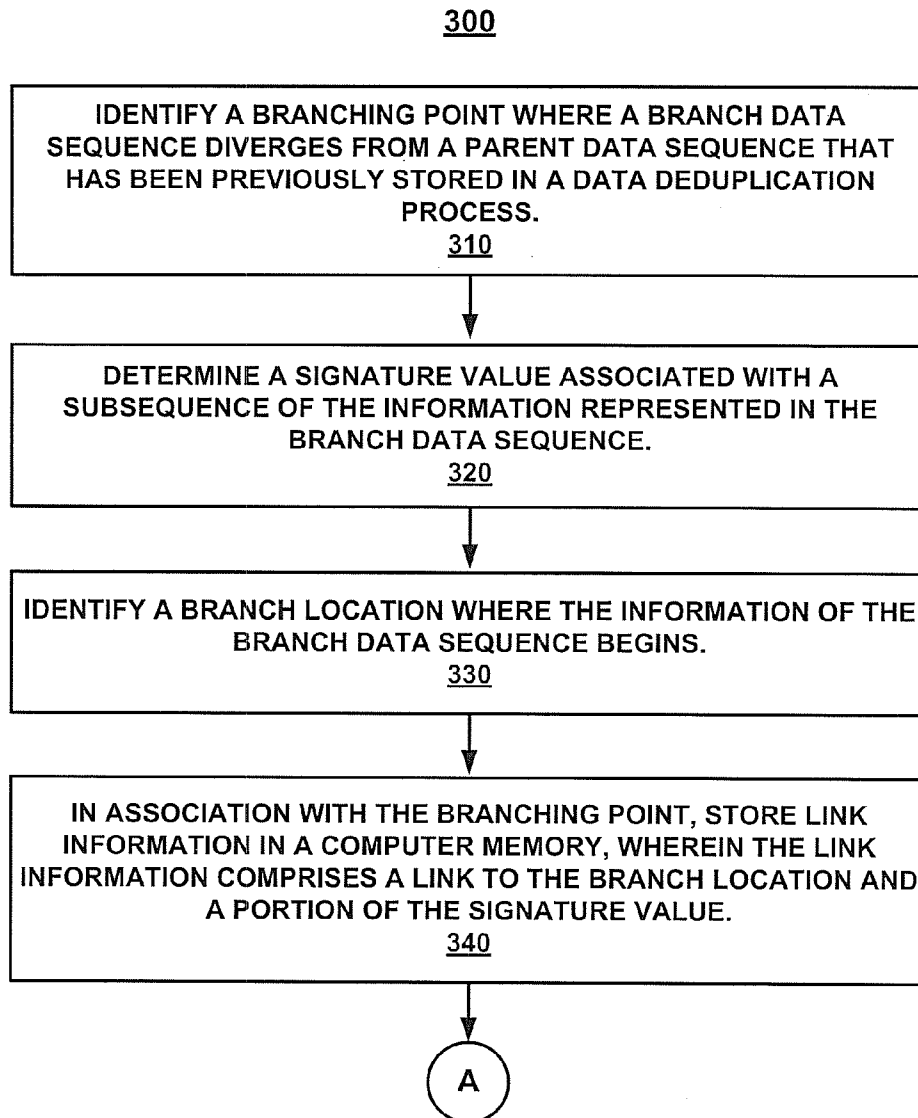 300
IDENTIFY A BRANCHING POINT WHERE A BRANCH DATA
SEQUENCE DIVERGES FROM A PARENT DATA SEQUENCE THAT
HAS BEEN PREVIOUSLY STORED IN A DATA DEDUPLICATION
PROCESS.
310
DETERMINE A SIGNATURE VALUE ASSOCIATED WITH A
SUBSEQUENCE OF THE INFORMATION REPRESENTED IN THE
BRANCH DATA SEQUENCE.
320
IDENTIFY A BRANCH LOCATION WHERE THE INFORMATION OF THE
BRANCH DATA SEQUENCE BEGINS.
330
IN ASSOCIATION WITH THE BRANCHING POINT, STORE LINK
INFORMATION IN A COMPUTER MEMORY, WHEREIN THE LINK
INFORMATION COMPRISES A LINK TO THE BRANCH LOCATION AND
A PORTION OF THE SIGNATURE VALUE.
340
A